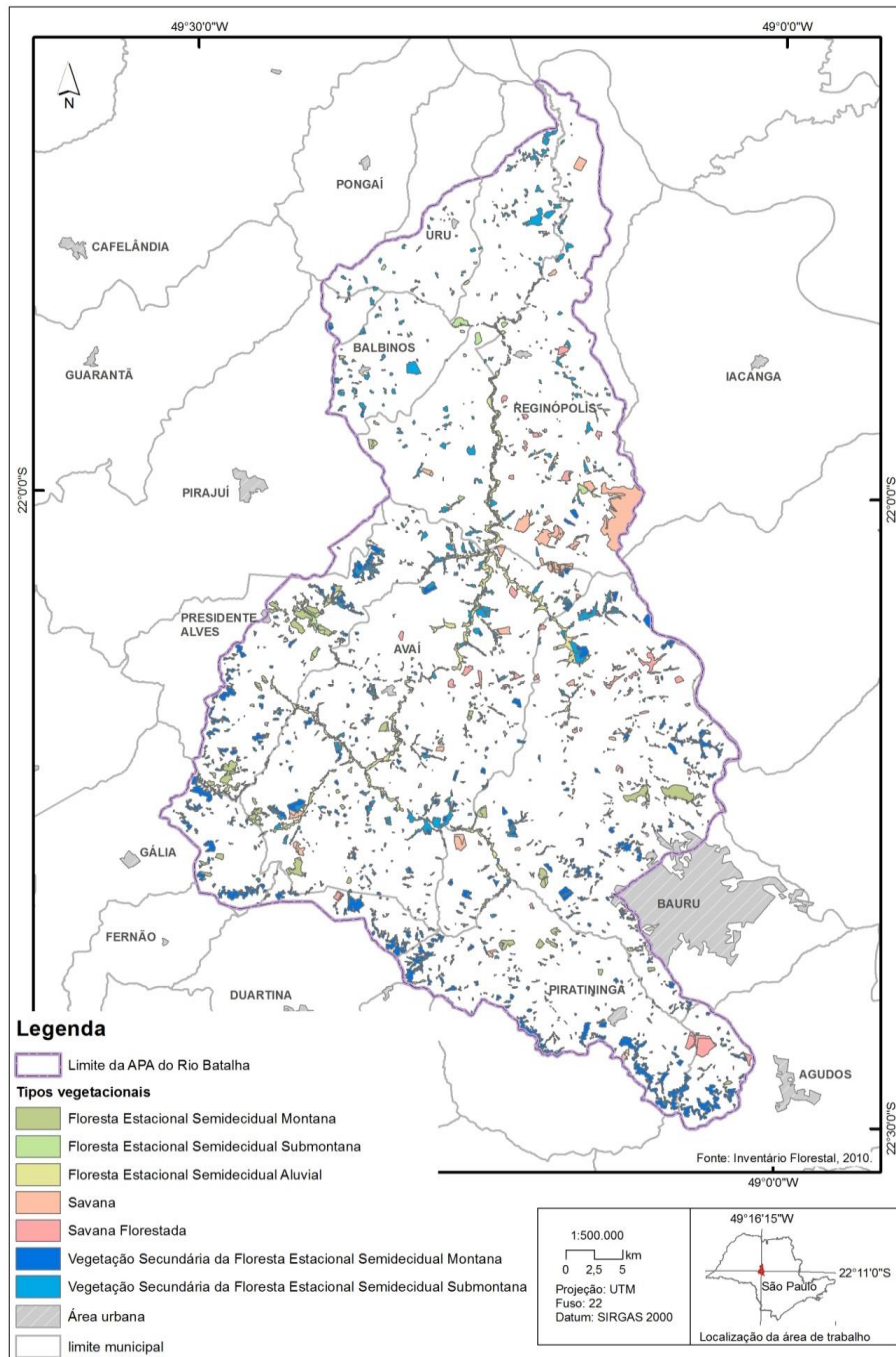 49°30'0"W
49°0'0"W
N
PONGAÍ
URU
CAFELÂNDIA
BALBINOS
GUARANTÃ
IACANGA
REGINÓPOLIS
PIRAJUÍ
22°0'0"S
22°0'0"S
PRESIDENTE
ALVES
AVAÍ
GÁLIA
BAURU
FERNÃO
DUARTINA
PIRATININGA
AGUDOS
22°30'0"S
Legenda
Limite da APA do Rio Batalha
Tipos vegetacionais
Floresta Estacional Semidecidual Montana
Floresta Estacional Semidecidual Submontana
Floresta Estacional Semidecidual Aluvial
Savana
Savana Florestada
Vegetação Secundária da Floresta Estacional Semidecidual Montana
Vegetação Secundária da Floresta Estacional Semidecidual Submontana
Área urbana
limite municipal
Fonte: Inventário Florestal, 2010.
49°0'0"W
1:500.000
km
0 2,5 5
Projeção: UTM
Fuso: 22
Datum: SIRGAS 2000
49°16'15"W
22°11'0"S
São Paulo
Localização da área de trabalho